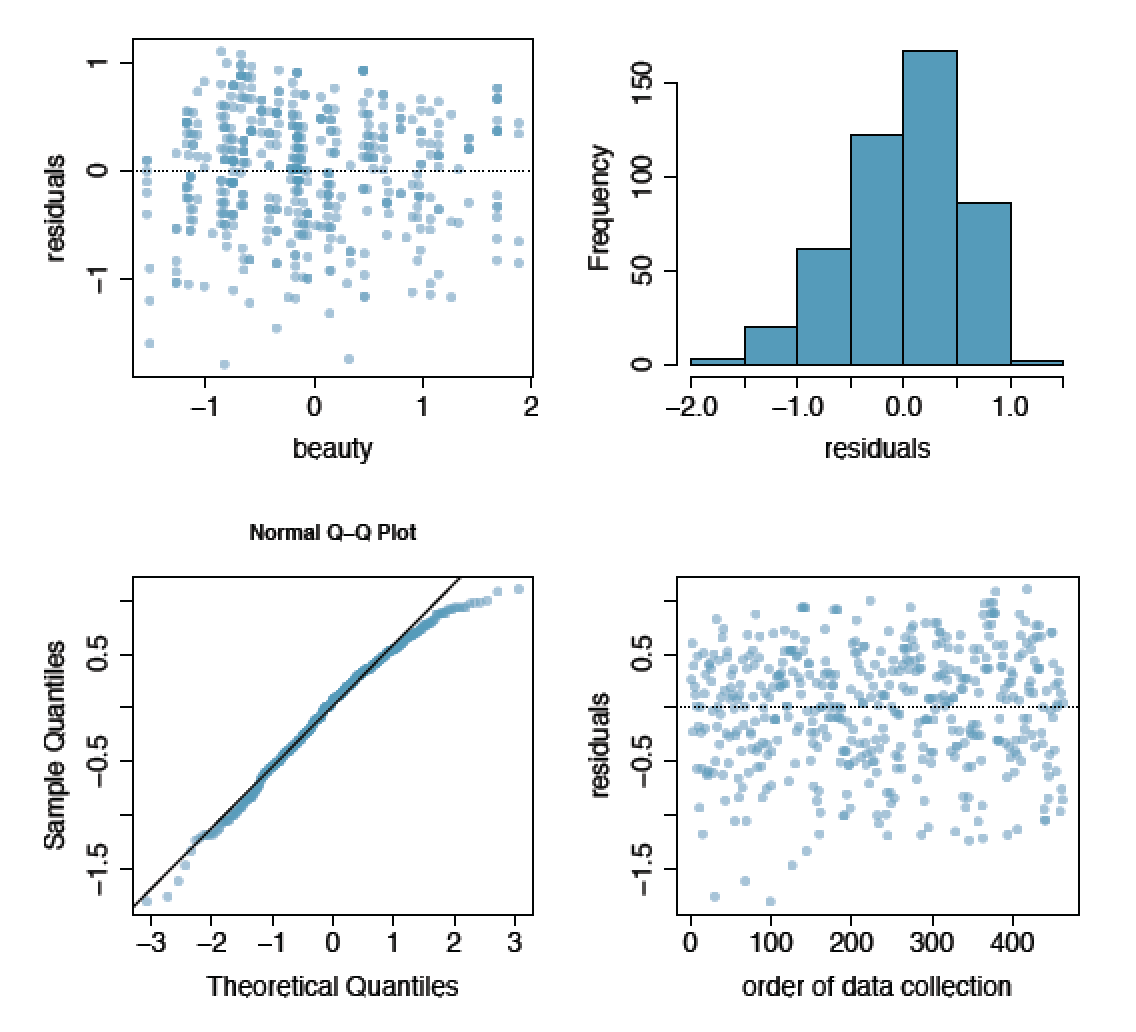 1
0
−1
residuals
−1 0 1 2
beauty
150
100
50
0
Frequency
−2.0 −1.0 0.0 1.0
residuals
Normal Q−Q Plot
0.5
−0.5
−1.5
Sample Quantiles
−3 −2 −1 0 1 2 3
Theoretical Quantiles
0.5
−0.5
−1.5
residuals
0 100 200 300 400
order of data collection